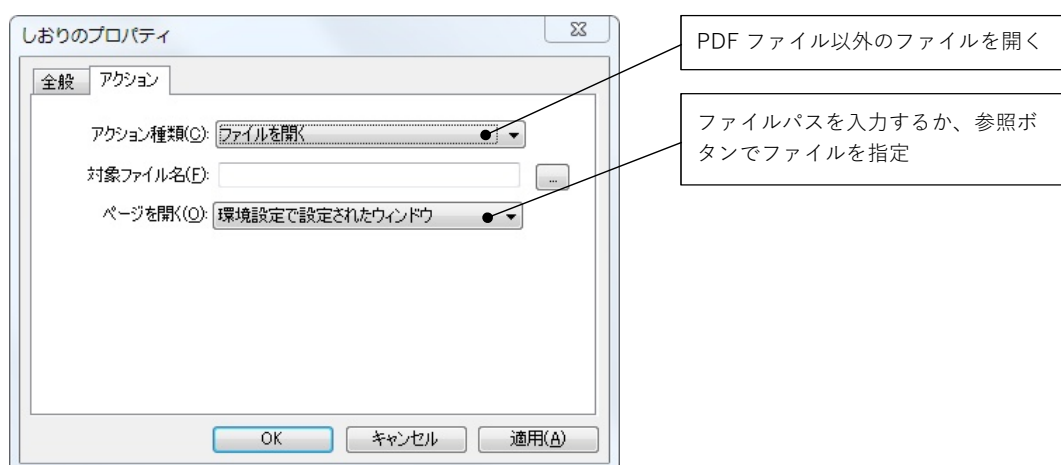 しおりのプロパティ
全般 アクション
アクション種類(C): ファイルを開く
対象ファイル名(F): ...
ページを開く(O): 環境設定で設定されたウィンドウ
OK キャンセル 適用(A)
PDF ファイル以外のファイルを開く
ファイルパスを入力するか、参照ボ
タンでファイルを指定